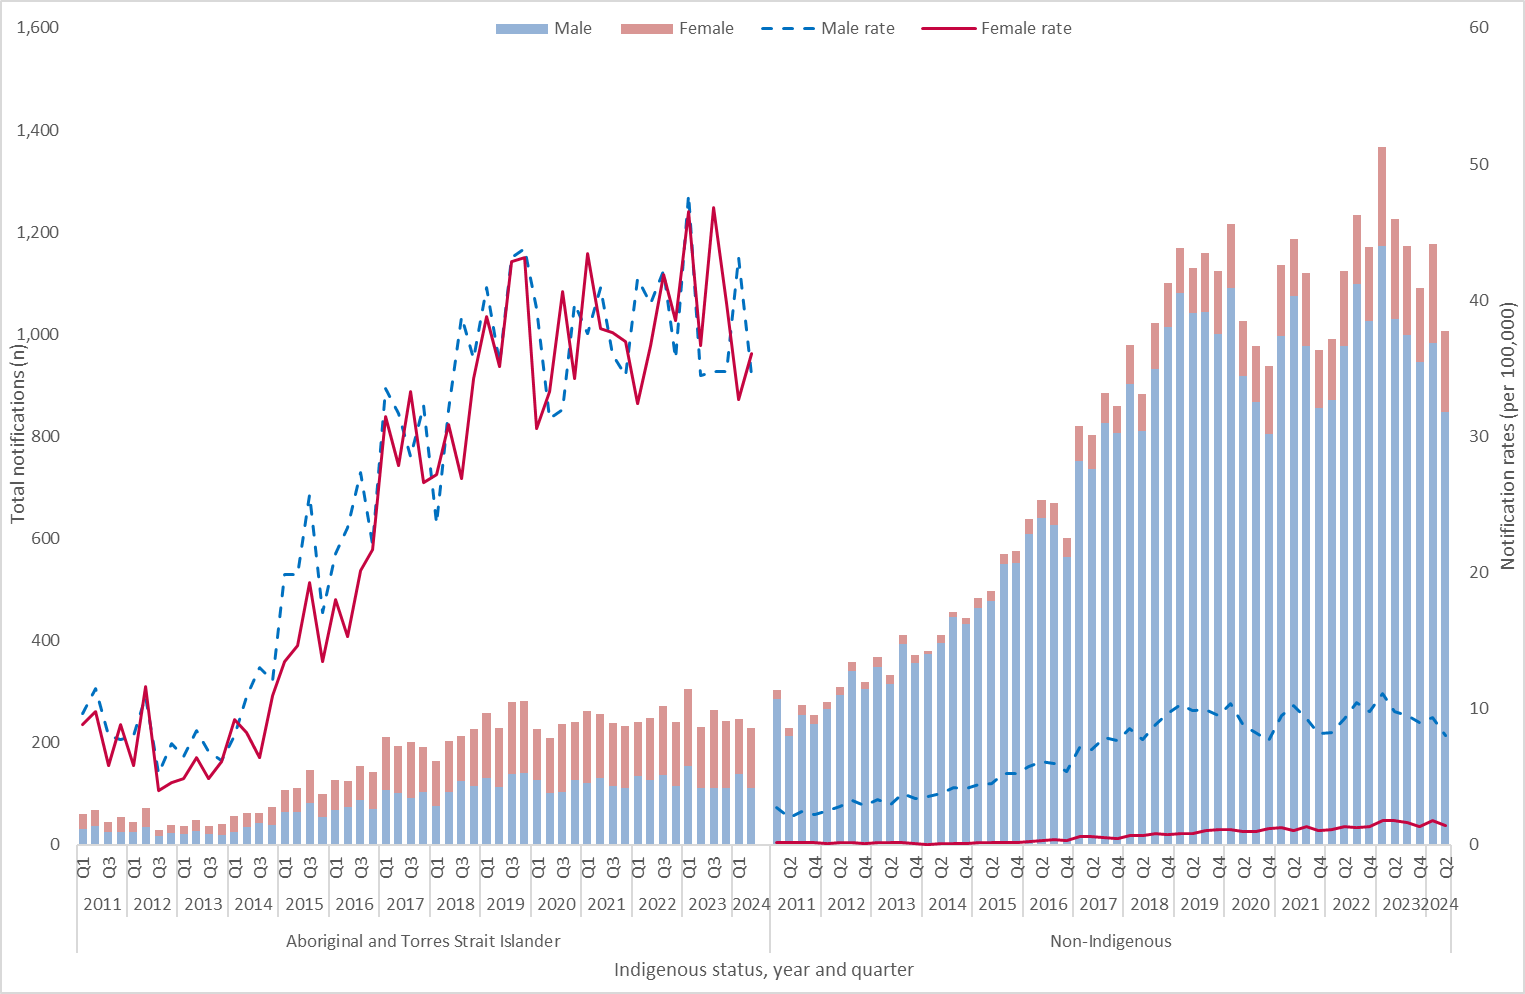 Male Female Male rate Female rate
1,600
1,400
1,200
1,000
800
600
400
200
0
Total notifications (n)
60
50
40
30
20
10
0
Notification rates (per 100,000)
Q1 Q3 Q1 Q3 Q1 Q3 Q1 Q3 Q1 Q3 Q1 Q3 Q1 Q3 Q1 Q3 Q1 Q3 Q1 Q3 Q1 Q3 Q1 Q3 Q1 Q3 Q1 Q2 Q4 Q2 Q4 Q2 Q4 Q2 Q4 Q2 Q4 Q2 Q4 Q2 Q4 Q2 Q4 Q2 Q4 Q2 Q4 Q2 Q4 Q2 Q4 Q2 Q4 Q2
2011 2012 2013 2014 2015 2016 2017 2018 2019 2020 2021 2022 2023 2024 2011 2012 2013 2014 2015 2016 2017 2018 2019 2020 2021 2022 2023 2024
Aboriginal and Torres Strait Islander Non-Indigenous
Indigenous status, year and quarter